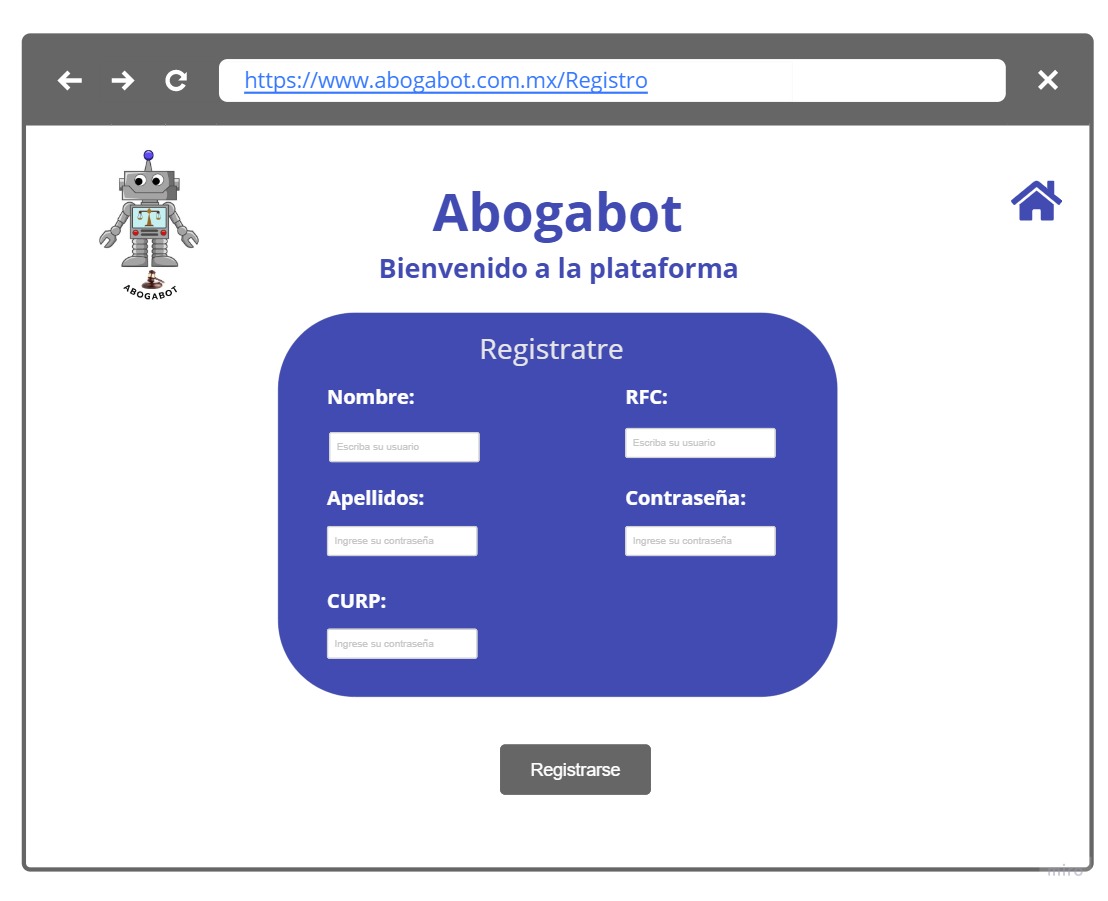 https://www.abogabot.com.mx/Registro
Abogabot
Bienvenido a la plataforma
ABOGABOT
Registratre
Nombre:
RFC:
Escriba su usuario
Escriba su usuario
Apellidos:
Contraseña:
Ingrese su contraseña
Ingrese su contraseña
CURP:
Ingrese su contraseña
Registrarse
miro